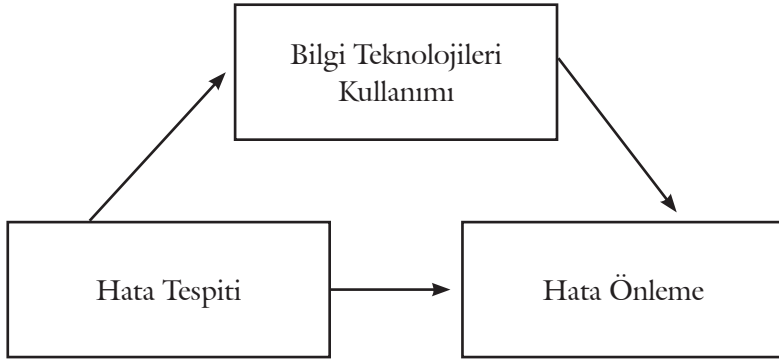 Bilgi Teknolojileri
Kullanımı
Hata Tespiti
Hata Önleme